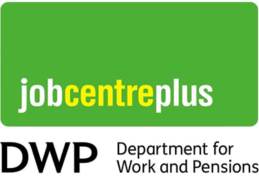 jobcentreplus
DWP
Department for
Work and Pensions